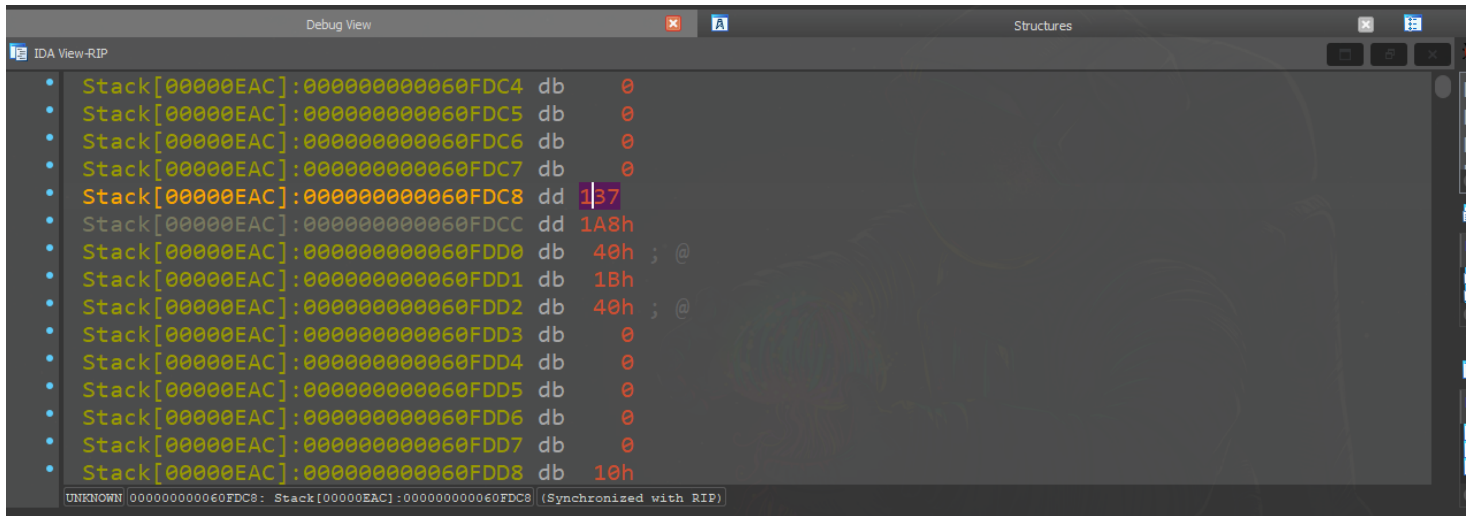 Debug View Structures
IDA View-RIP
Stack[00000EAC]:000000000060FDC4 db 0
Stack[00000EAC]:000000000060FDC5 db 0
Stack[00000EAC]:000000000060FDC6 db 0
Stack[00000EAC]:000000000060FDC7 db 0
Stack[00000EAC]:000000000060FDC8 dd 137
Stack[00000EAC]:000000000060FDCC dd 1A8h
Stack[00000EAC]:000000000060FDD0 db 40h ; @
Stack[00000EAC]:000000000060FDD1 db 1Bh
Stack[00000EAC]:000000000060FDD2 db 40h ; @
Stack[00000EAC]:000000000060FDD3 db 0
Stack[00000EAC]:000000000060FDD4 db 0
Stack[00000EAC]:000000000060FDD5 db 0
Stack[00000EAC]:000000000060FDD6 db 0
Stack[00000EAC]:000000000060FDD7 db 0
Stack[00000EAC]:000000000060FDD8 db 10h
UNKNOWN 000000000060FDC8: Stack[00000EAC]:000000000060FDC8 (Synchronized with RIP)